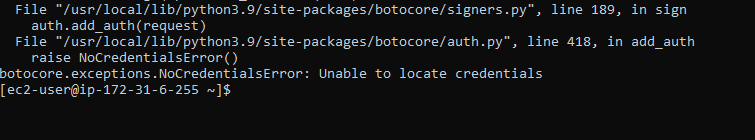 File "/usr/local/lib/python3.9/site-packages/botocore/signers.py", line 189, in sign
auth.add_auth(request)
File "/usr/local/lib/python3.9/site-packages/botocore/auth.py", line 418, in add_auth
raise NoCredentialsError()
botocore.exceptions.NoCredentialsError: Unable to locate credentials
[ec2-user@ip-172-31-6-255 ~]$